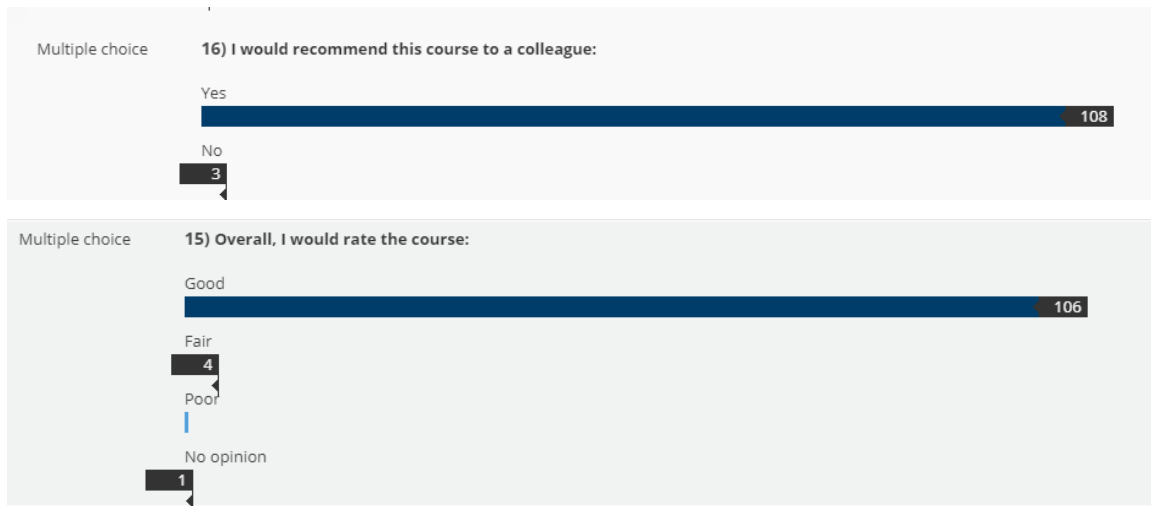 Multiple choice 16) I would recommend this course to a colleague:
Yes
108
No
3
Multiple choice 15) Overall, I would rate the course:
Good
106
Fair
4
Poor
No opinion
1